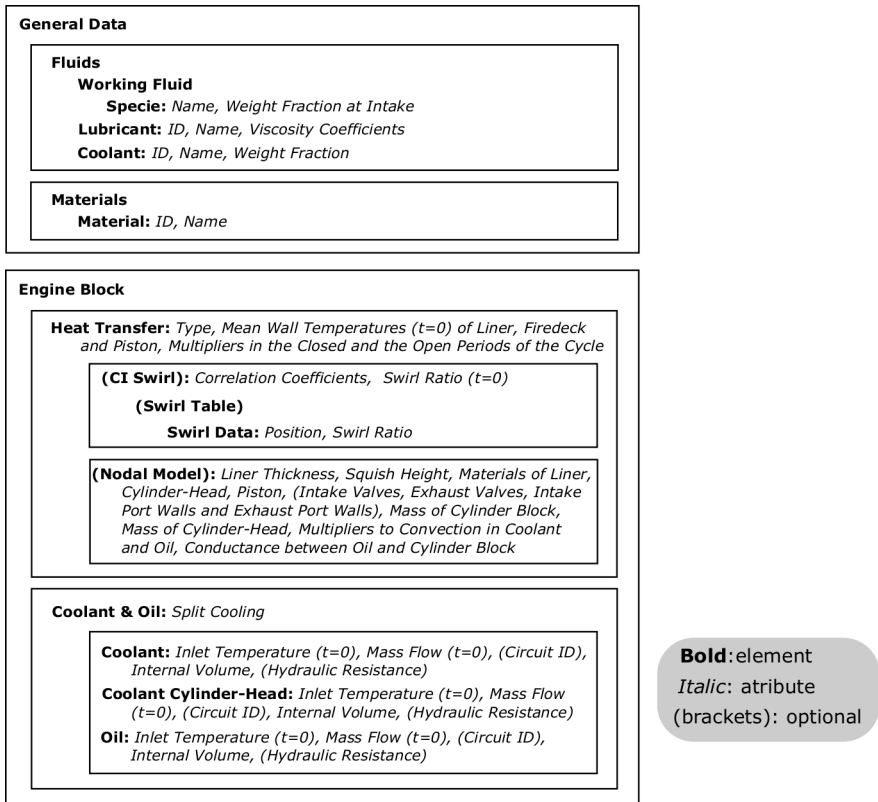 General Data
Fluids
Working Fluid
Specie: Name, Weight Fraction at Intake
Lubricant: ID, Name, Viscosity Coefficients
Coolant: ID, Name, Weight Fraction
Materials
Material: ID, Name
Engine Block
Heat Transfer: Type, Mean Wall Temperatures (t=0) of Liner, Firedeck
and Piston, Multipliers in the Closed and the Open Periods of the Cycle
(CI Swirl): Correlation Coefficients, Swirl Ratio (t=0)
(Swirl Table)
Swirl Data: Position, Swirl Ratio
(Nodal Model): Liner Thickness, Squish Height, Materials of Liner,
Cylinder-Head, Piston, (Intake Valves, Exhaust Valves, Intake
Port Walls and Exhaust Port Walls), Mass of Cylinder Block,
Mass of Cylinder-Head, Multipliers to Convection in Coolant
and Oil, Conductance between Oil and Cylinder Block
Coolant & Oil: Split Cooling
Coolant: Inlet Temperature (t=0), Mass Flow (t=0), (Circuit ID),
Internal Volume, (Hydraulic Resistance)
Coolant Cylinder-Head: Inlet Temperature (t=0), Mass Flow
(t=0), (Circuit ID), Internal Volume, (Hydraulic Resistance)
Oil: Inlet Temperature (t=0), Mass Flow (t=0), (Circuit ID),
Internal Volume, (Hydraulic Resistance)
Bold:element
Italic: atribute
(brackets): optional